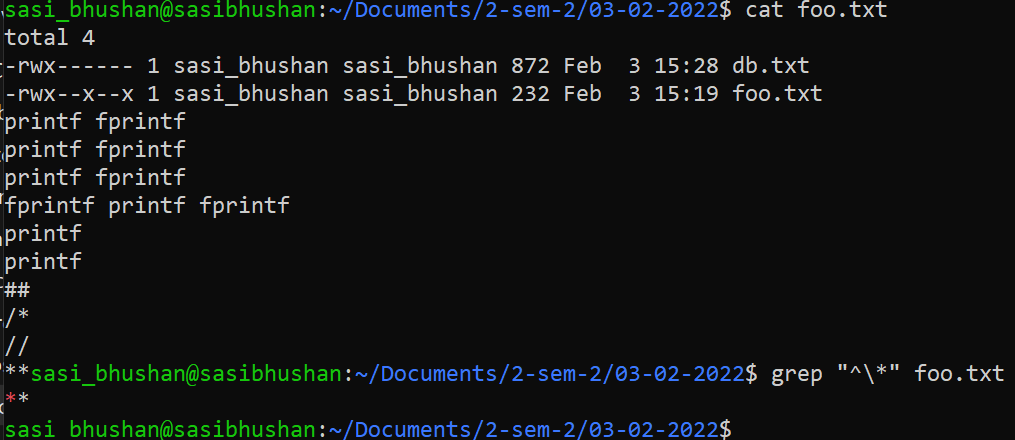 sasi_bhushan@sasibhushan:~/Documents/2-sem-2/03-02-2022$ cat foo.txt
total 4
-rwx------ 1 sasi_bhushan sasi_bhushan 872 Feb  3 15:28 db.txt
-rwx--x--x 1 sasi_bhushan sasi_bhushan 232 Feb  3 15:19 foo.txt
printf fprintf
printf fprintf
printf fprintf
fprintf printf fprintf
printf
printf
##
/*
//
**sasi_bhushan@sasibhushan:~/Documents/2-sem-2/03-02-2022$ grep "^\*" foo.txt
**
sasi_bhushan@sasibhushan:~/Documents/2-sem-2/03-02-2022$